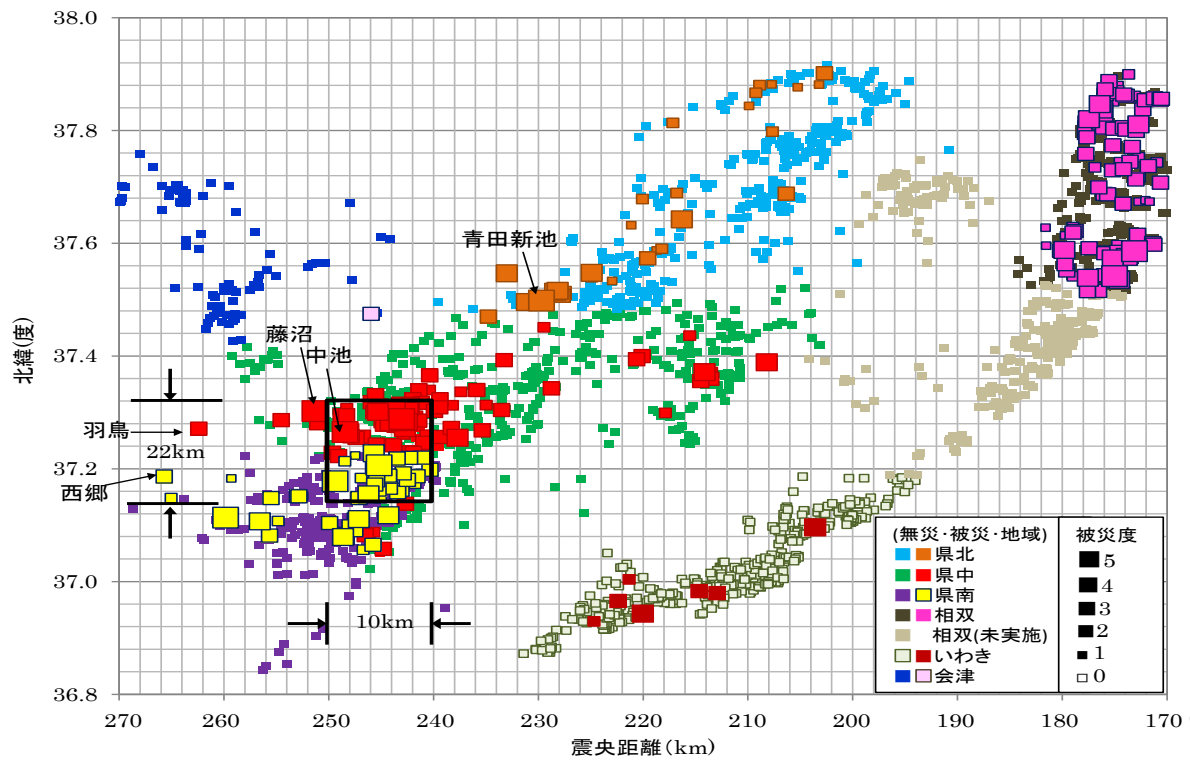 38.0
37.8
37.6
37.4
37.2
37.0
36.8
北緯(度)
青田新池
藤沼
中池
羽鳥
22km
西郷
10km
(無災・被災・地域)
県北
県中
県南
相双
相双(未実施)
いわき
会津
被災度
5
4
3
2
1
0
270 260 250 240 230 220 210 200 190 180 170
震央距離(km)